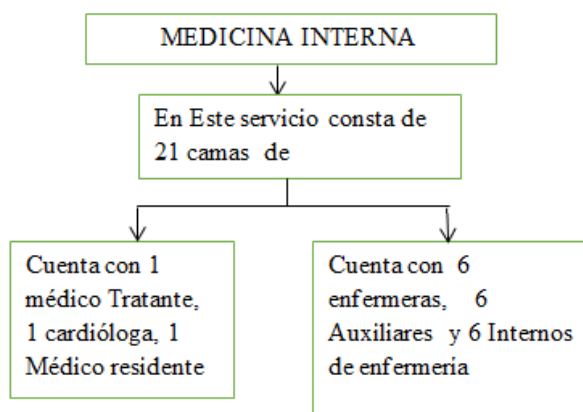 MEDICINA INTERNA
En Este servicio consta de
21 camas de
Cuenta con 1
médico Tratante,
1 cardióloga, 1
Médico residente
Cuenta con 6
enfermeras, 6
Auxiliares y 6 Internos
de enfermería